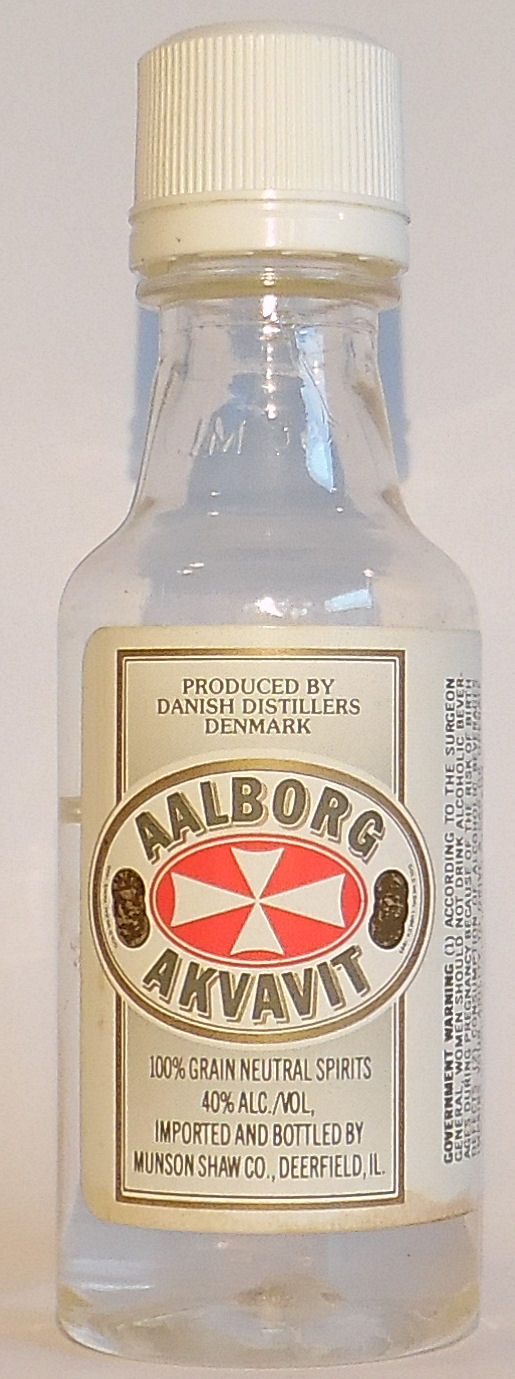 PRODUCED BY
DANISH DISTILLERS
DENMARK
AALBORG
AKVAVIT
100% GRAIN NEUTRAL SPIRITS
40% ALC./VOL,
IMPORTED AND BOTTLED BY
MUNSON SHAW CO., DEERFIELD, IL.
GOVERNMENT WARNING (1) ACCORDING TO THE SURGEON
GENERAL WOMEN SHOULD NOT DRINK ALCOHOLIC BEVER-
AGES DURING PREGNANCY BECAUSE OF THE RISK OF BIRTH